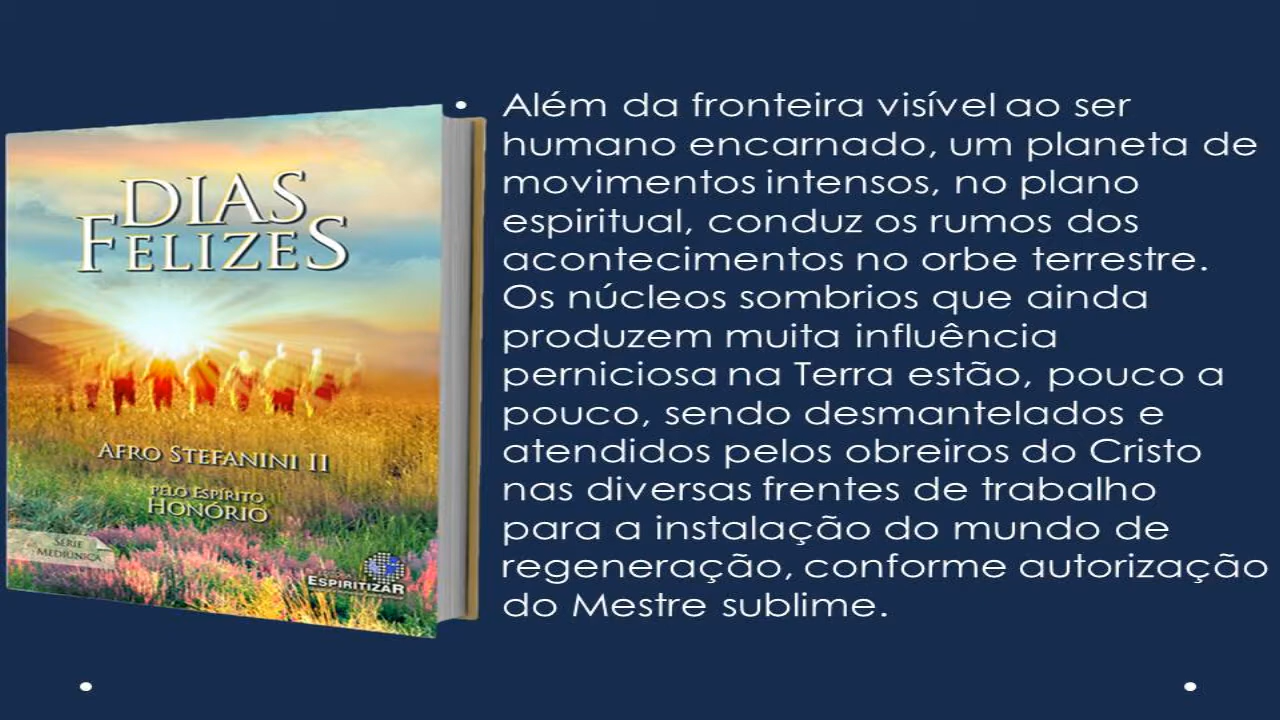 DIAS
FELIZES
AFRO STEFANINI II
PELO ESPÍRITO
HONÓRIO
SÉRIE
MEDIÚNICA
ESPIRITIZAR
• Além da fronteira visível ao ser
humano encarnado, um planeta de
movimentos intensos, no plano
espiritual, conduz os rumos dos
acontecimentos no orbe terrestre.
Os núcleos sombrios que ainda
produzem muita influência
perniciosa na Terra estão, pouco a
pouco, sendo desmantelados e
atendidos pelos obreiros do Cristo
nas diversas frentes de trabalho
para a instalação do mundo de
regeneração, conforme autorização
do Mestre sublime.